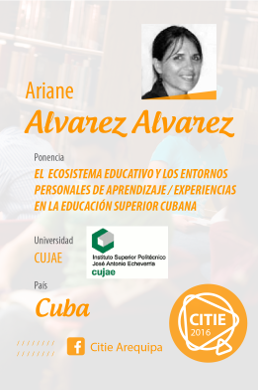 Ariane
Alvarez Alvarez
Ponencia
EL ECOSISTEMA EDUCATIVO Y LOS ENTORNOS
PERSONALES DE APRENDIZAJE / EXPERIENCIAS
EN LA EDUCACIÓN SUPERIOR CUBANA
Universidad
CUJAE
Instituto Superior Politécnico
José Antonio Echeverría
cujae
País
Cuba
CITIE
2016
f Citie Arequipa